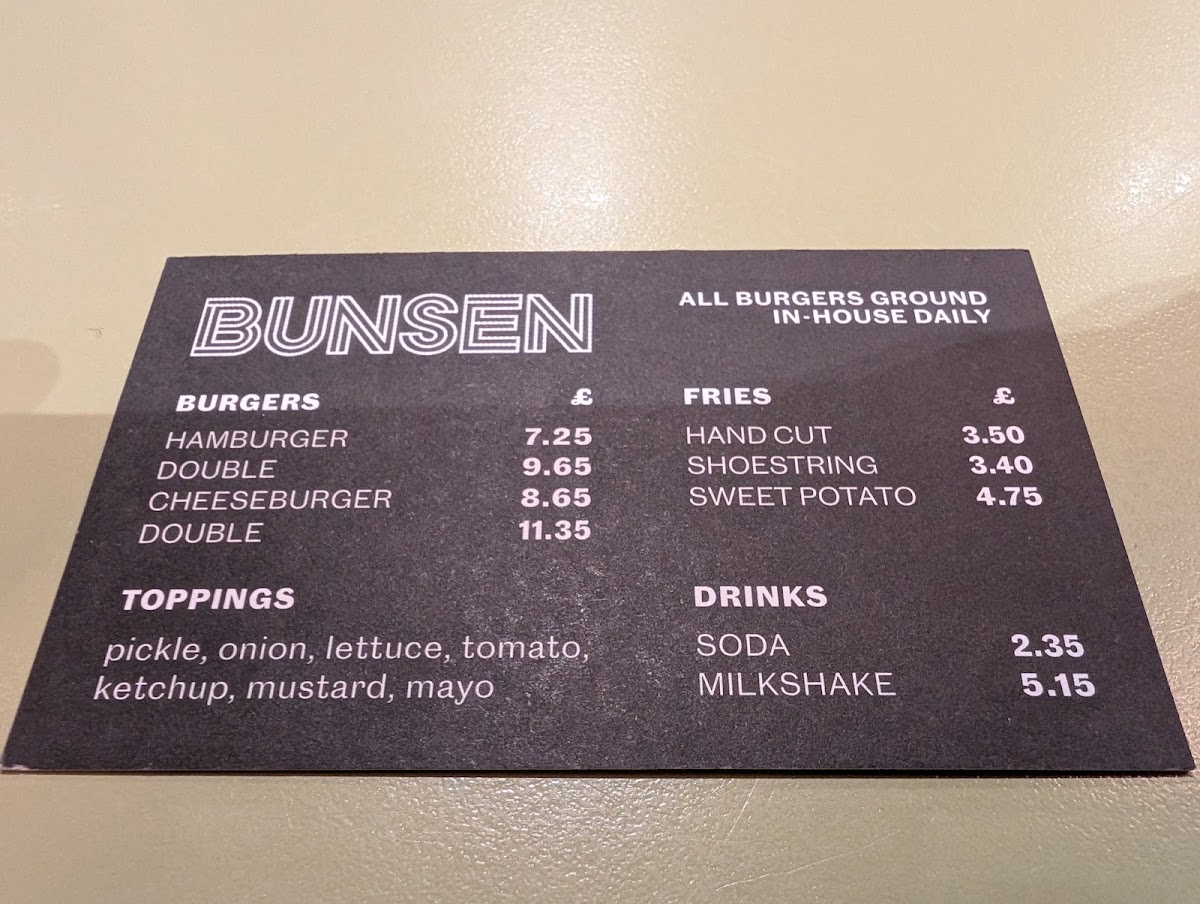 BUNSEN
ALL BURGERS GROUND
IN-HOUSE DAILY
BURGERS £
HAMBURGER 7.25
DOUBLE 9.65
CHEESEBURGER 8.65
DOUBLE 11.35
TOPPINGS
pickle, onion, lettuce, tomato,
ketchup, mustard, mayo
FRIES £
HAND CUT 3.50
SHOESTRING 3.40
SWEET POTATO 4.75
DRINKS
SODA 2.35
MILKSHAKE 5.15